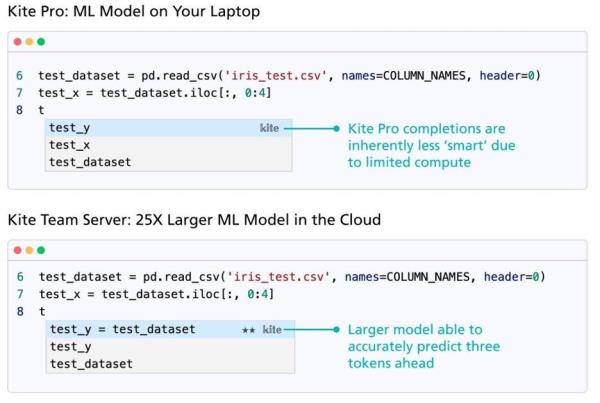 Kite Pro: ML Model on Your Laptop
6 test_dataset = pd.read_csv('iris_test.csv', names=COLUMN_NAMES, header=0)
7 test_x = test_dataset.iloc[:, 0:4]
8 t
test_y kite
test_x
test_dataset
Kite Pro completions are
inherently less ‘smart’ due
to limited compute
Kite Team Server: 25X Larger ML Model in the Cloud
6 test_dataset = pd.read_csv('iris_test.csv', names=COLUMN_NAMES, header=0)
7 test_x = test_dataset.iloc[:, 0:4]
8 t
test_y = test_dataset ★★ kite
test_y
test_dataset
Larger model able to
accurately predict three
tokens ahead